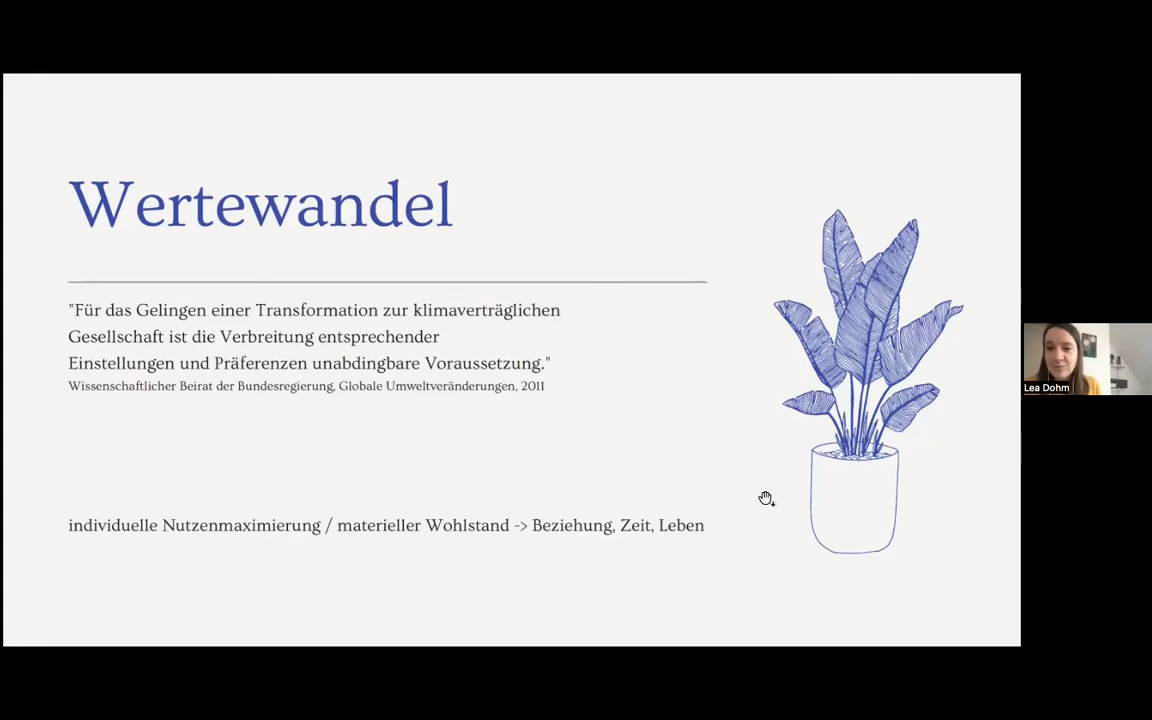 Wertewandel
"Für das Gelingen einer Transformation zur klimaverträglichen
Gesellschaft ist die Verbreitung entsprechender
Einstellungen und Präferenzen unabdingbare Voraussetzung."
Wissenschaftlicher Beirat der Bundesregierung, Globale Umweltveränderungen, 2011
individuelle Nutzenmaximierung / materieller Wohlstand -> Beziehung, Zeit, Leben
Lea Dohm